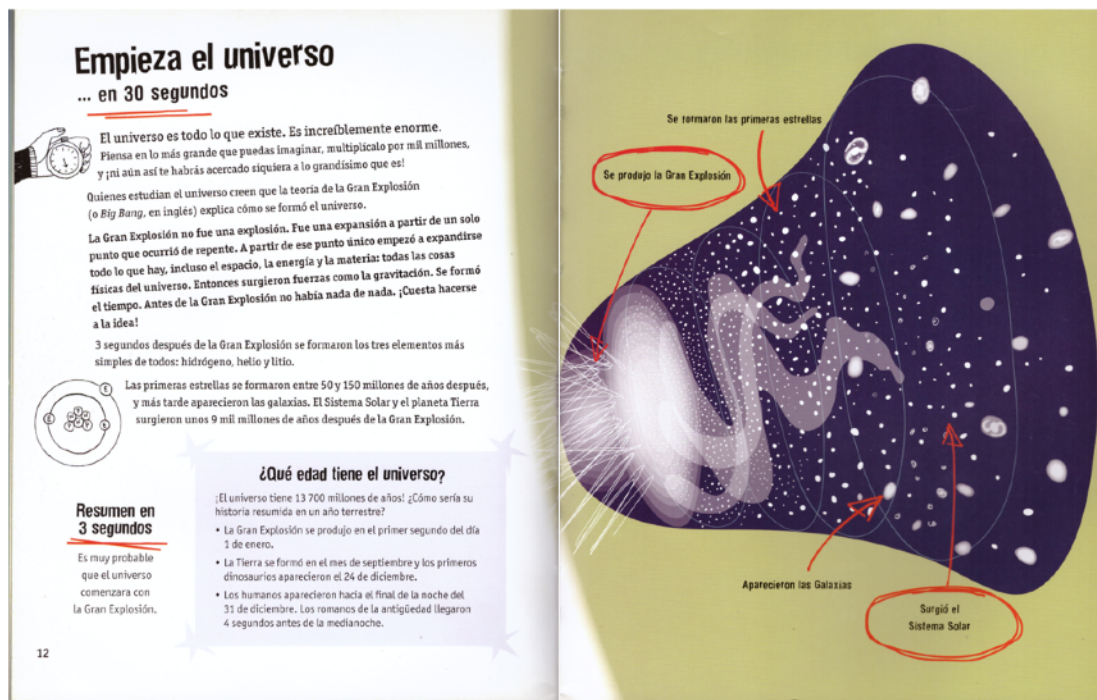 Empieza el universo
... en 30 segundos
El universo es todo lo que existe. Es increíblemente enorme.
Piensa en lo más grande que puedas imaginar, multiplícalo por mil millones,
y ¡ni aún así te habrás acercado siquiera a lo grandísimo que es!
Quienes estudian el universo creen que la teoría de la Gran Explosión
(o Big Bang, en inglés) explica cómo se formó el universo.
La Gran Explosión no fue una explosión. Fue una expansión a partir de un solo
punto que ocurrió de repente. A partir de ese punto único empezó a expandirse
todo lo que hay, incluso el espacio, la energía y la materia: todas las cosas
físicas del universo. Entonces surgieron fuerzas como la gravitación. Se formó
el tiempo. Antes de la Gran Explosión no había nada de nada. ¡Cuesta hacerse
a la idea!
3 segundos después de la Gran Explosión se formaron los tres elementos más
simples de todos: hidrógeno, helio y litio.
Las primeras estrellas se formaron entre 50 y 150 millones de años después,
y más tarde aparecieron las galaxias. El Sistema Solar y el planeta Tierra
surgieron unos 9 mil millones de años después de la Gran Explosión.
Resumen en
3 segundos
Es muy probable
que el universo
comenzara con
la Gran Explosión.
¿Qué edad tiene el universo?
¡El universo tiene 13 700 millones de años! ¿Cómo sería su
historia resumida en un año terrestre?
• La Gran Explosión se produjo en el primer segundo del día
1 de enero.
• La Tierra se formó en el mes de septiembre y los primeros
dinosaurios aparecieron el 24 de diciembre.
• Los humanos aparecieron hacia el final de la noche del
31 de diciembre. Los romanos de la antigüedad llegaron
4 segundos antes de la medianoche.
12
Se formaron las primeras estrellas
Se produjo la Gran Explosión
Aparecieron las Galaxias
Surgió el
Sistema Solar